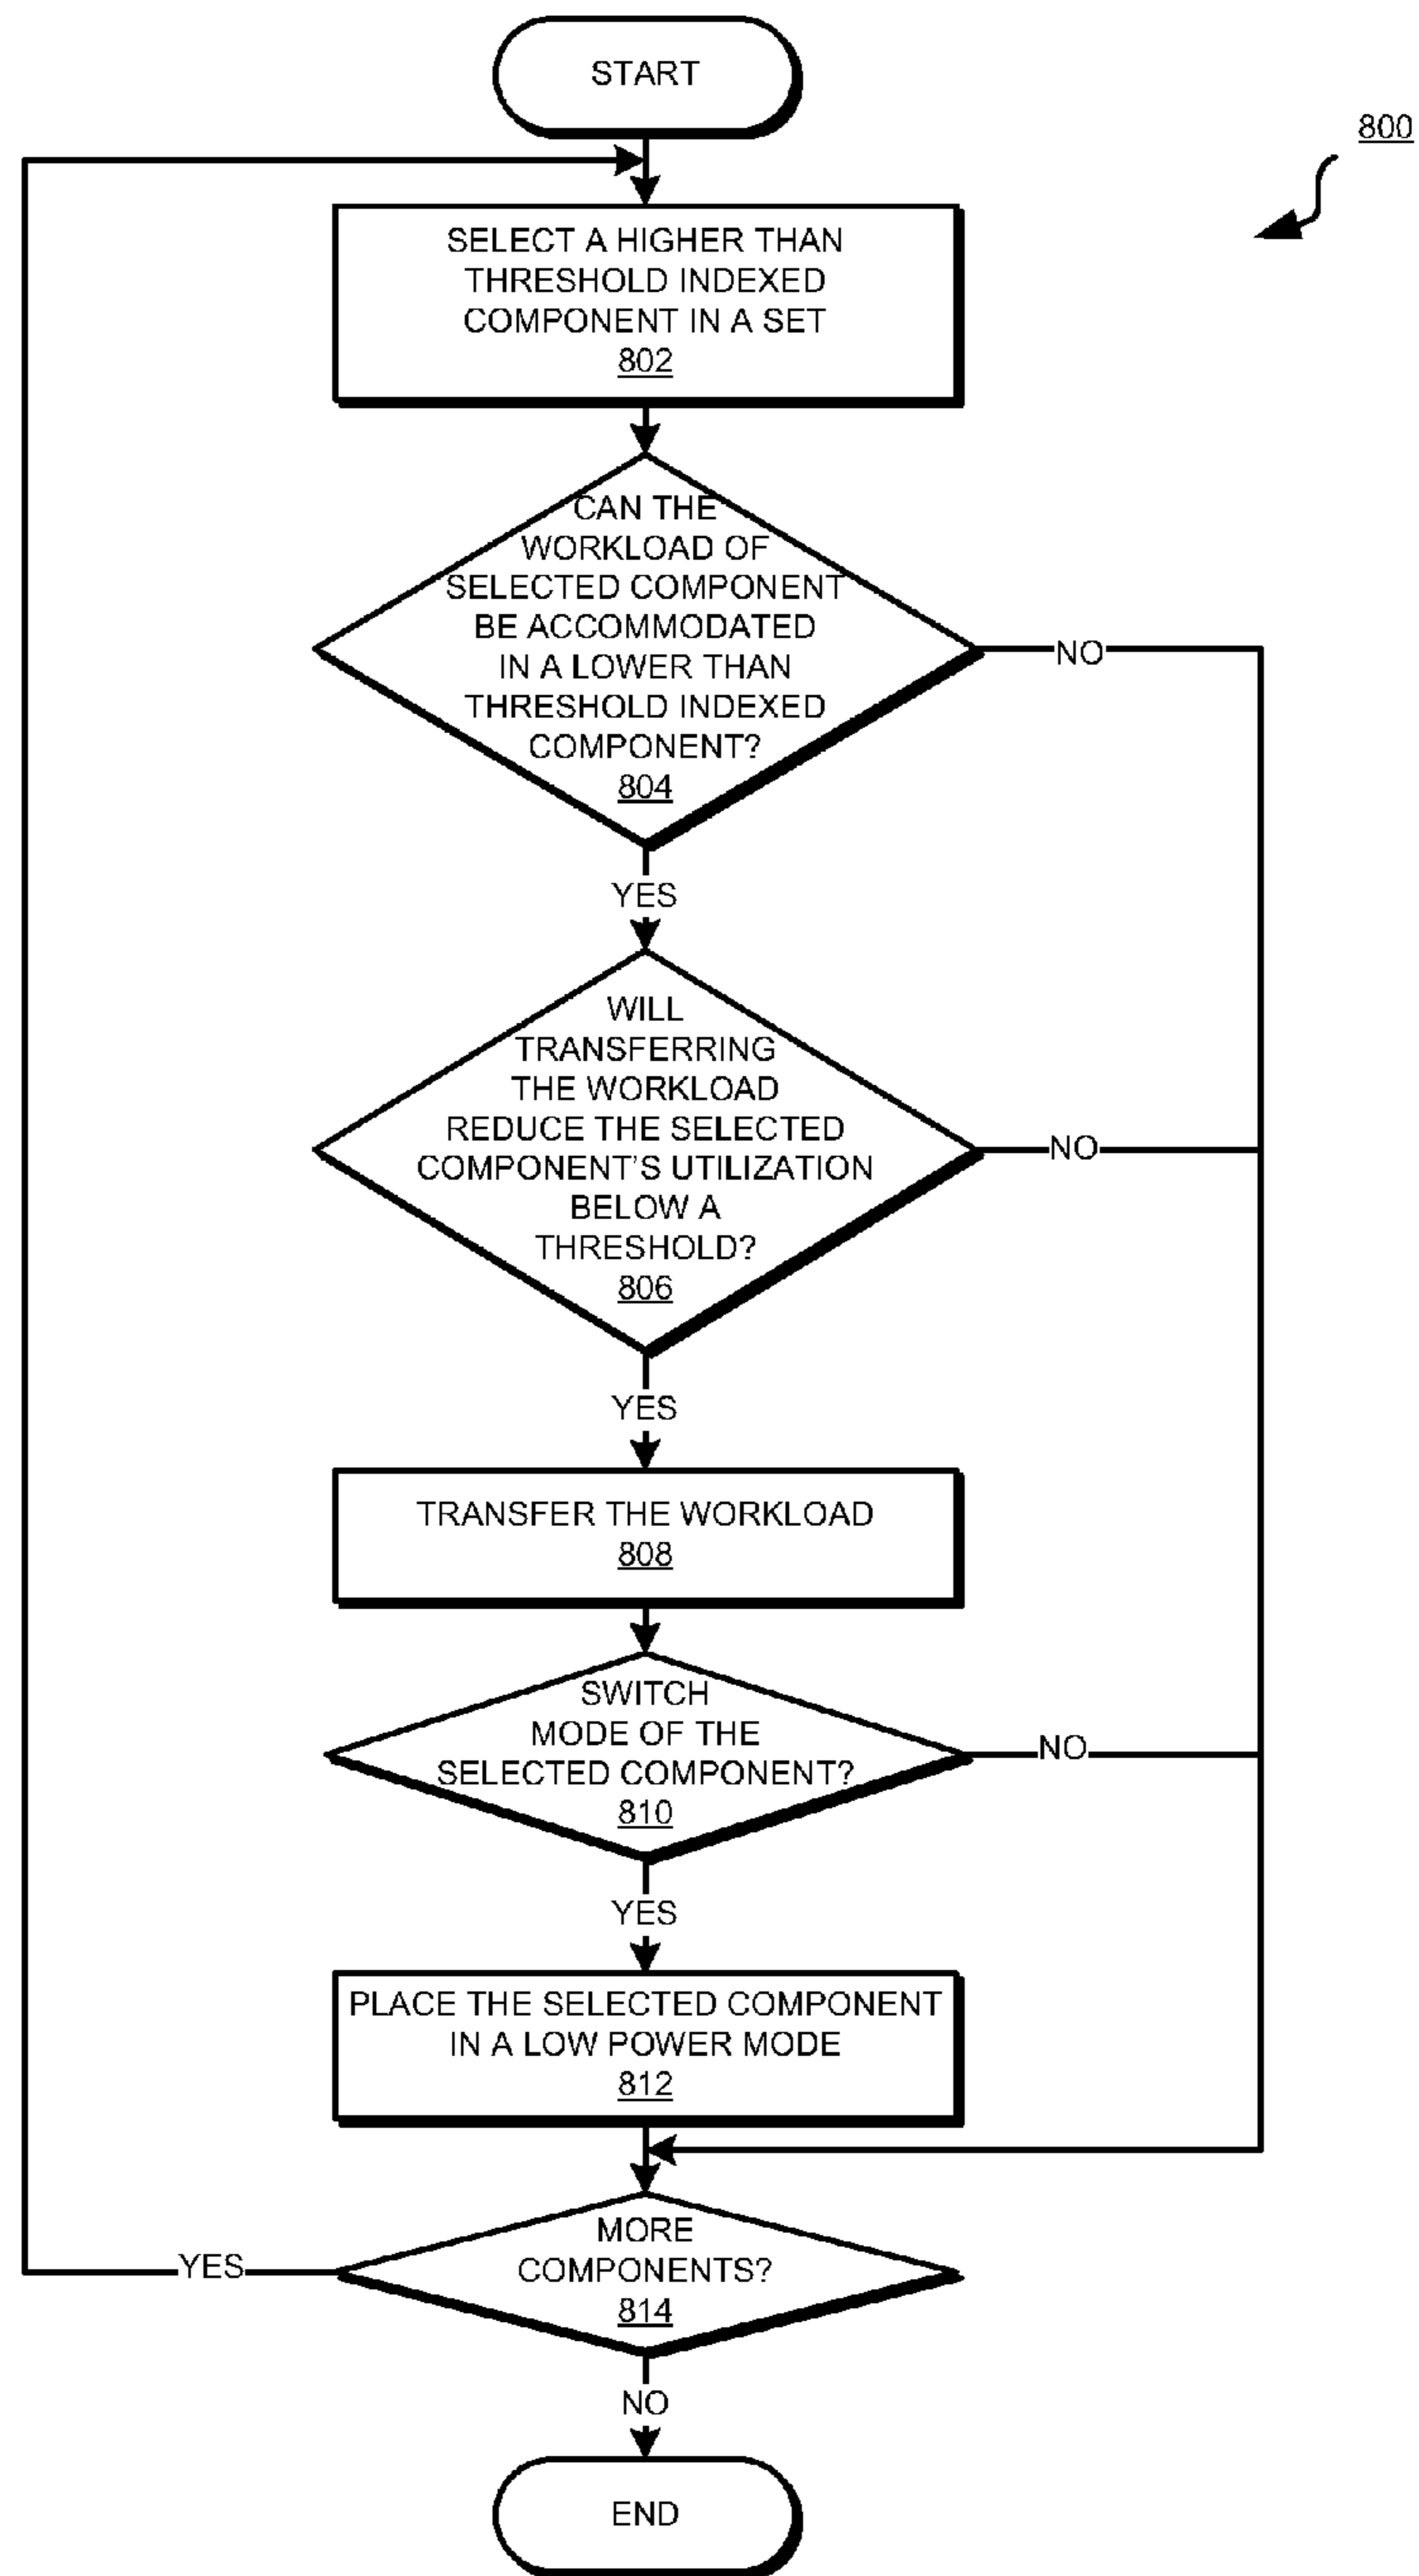 START
800
SELECT A HIGHER THAN
THRESHOLD INDEXED
COMPONENT IN A SET
802
CAN THE
WORKLOAD OF
SELECTED COMPONENT
BE ACCOMMODATED
IN A LOWER THAN
THRESHOLD INDEXED
COMPONENT?
804
NO
YES
WILL
TRANSFERRING
THE WORKLOAD
REDUCE THE SELECTED
COMPONENT'S UTILIZATION
BELOW A
THRESHOLD?
806
NO
YES
TRANSFER THE WORKLOAD
808
SWITCH
MODE OF THE
SELECTED COMPONENT?
810
NO
YES
PLACE THE SELECTED COMPONENT
IN A LOW POWER MODE
812
MORE
COMPONENTS?
814
YES
NO
END